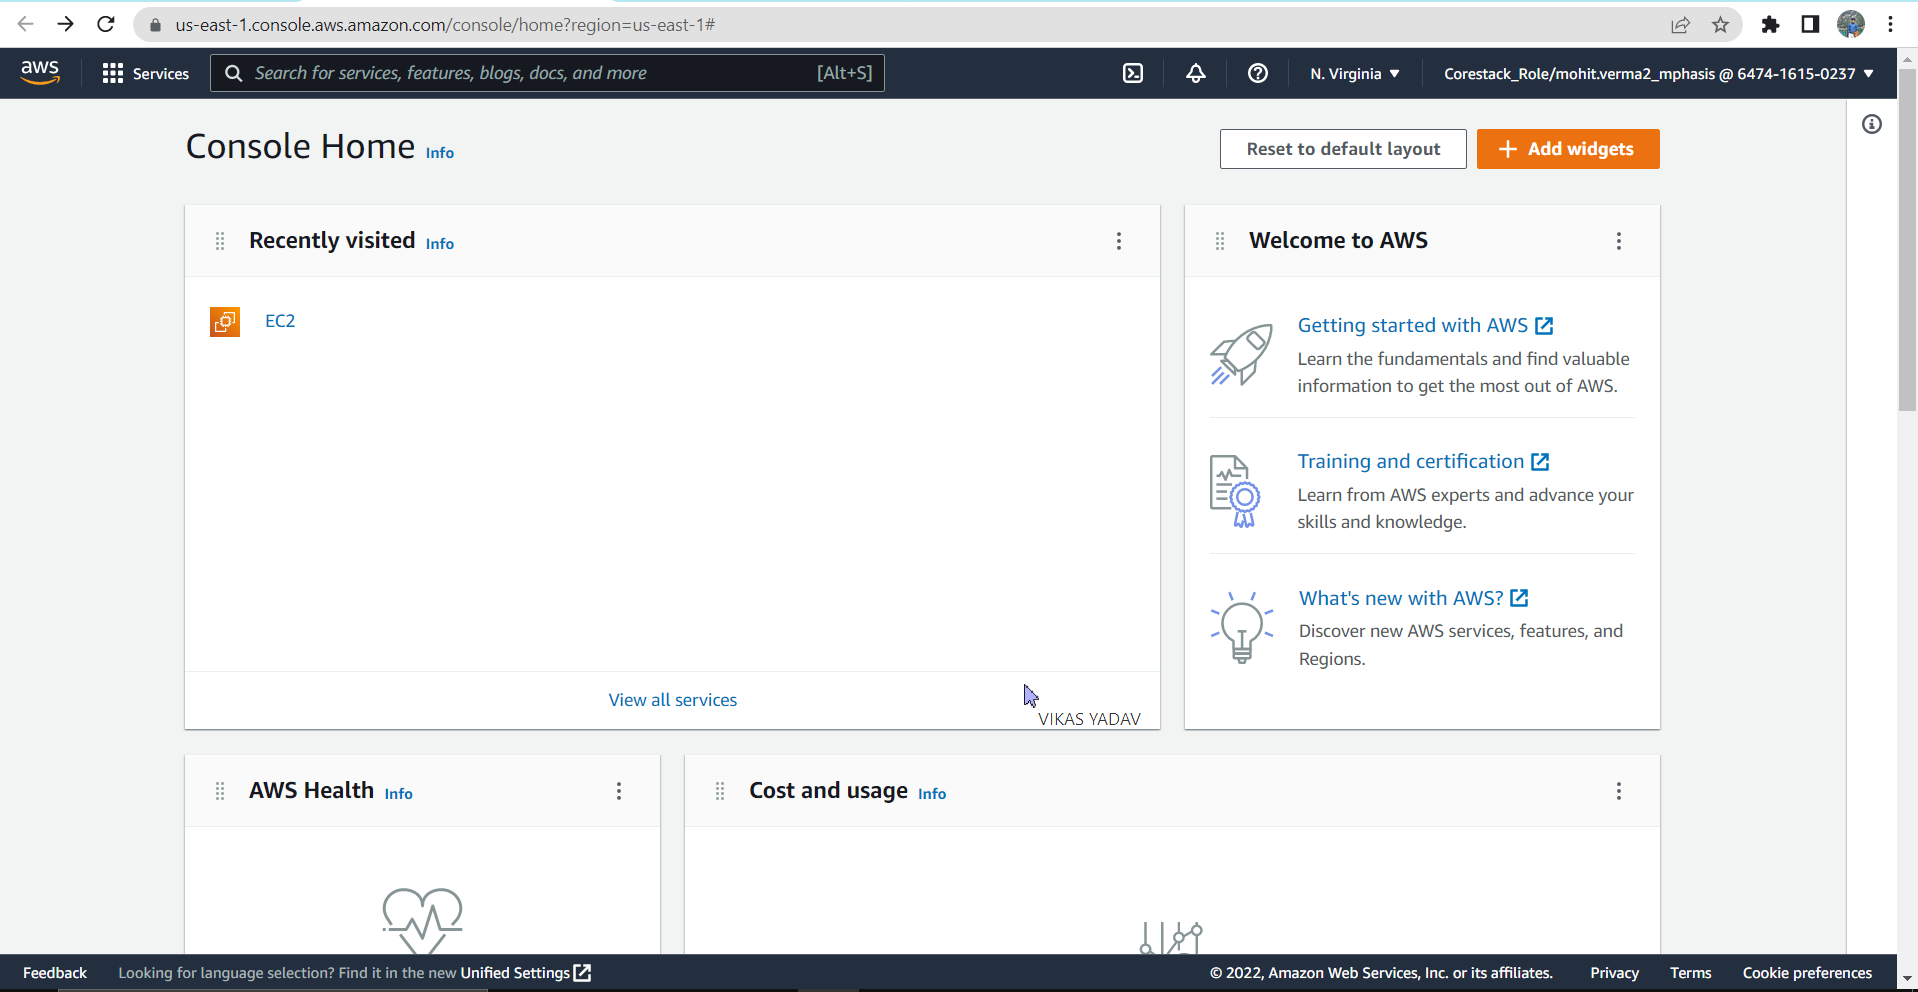 us-east-1.console.aws.amazon.com/console/home?region=us-east-1#
aws
Services
Search for services, features, blogs, docs, and more
[Alt+S]
N. Virginia
Corestack_Role/mohit.verma2_mphasis @ 6474-1615-0237
Console Home Info
Reset to default layout
Add widgets
Recently visited Info
EC2
View all services
VIKAS YADAV
Welcome to AWS
Getting started with AWS
Learn the fundamentals and find valuable
information to get the most out of AWS.
Training and certification
Learn from AWS experts and advance your
skills and knowledge.
What's new with AWS?
Discover new AWS services, features, and
Regions.
AWS Health Info
Cost and usage Info
Feedback
Looking for language selection? Find it in the new Unified Settings
© 2022, Amazon Web Services, Inc. or its affiliates.
Privacy
Terms
Cookie preferences